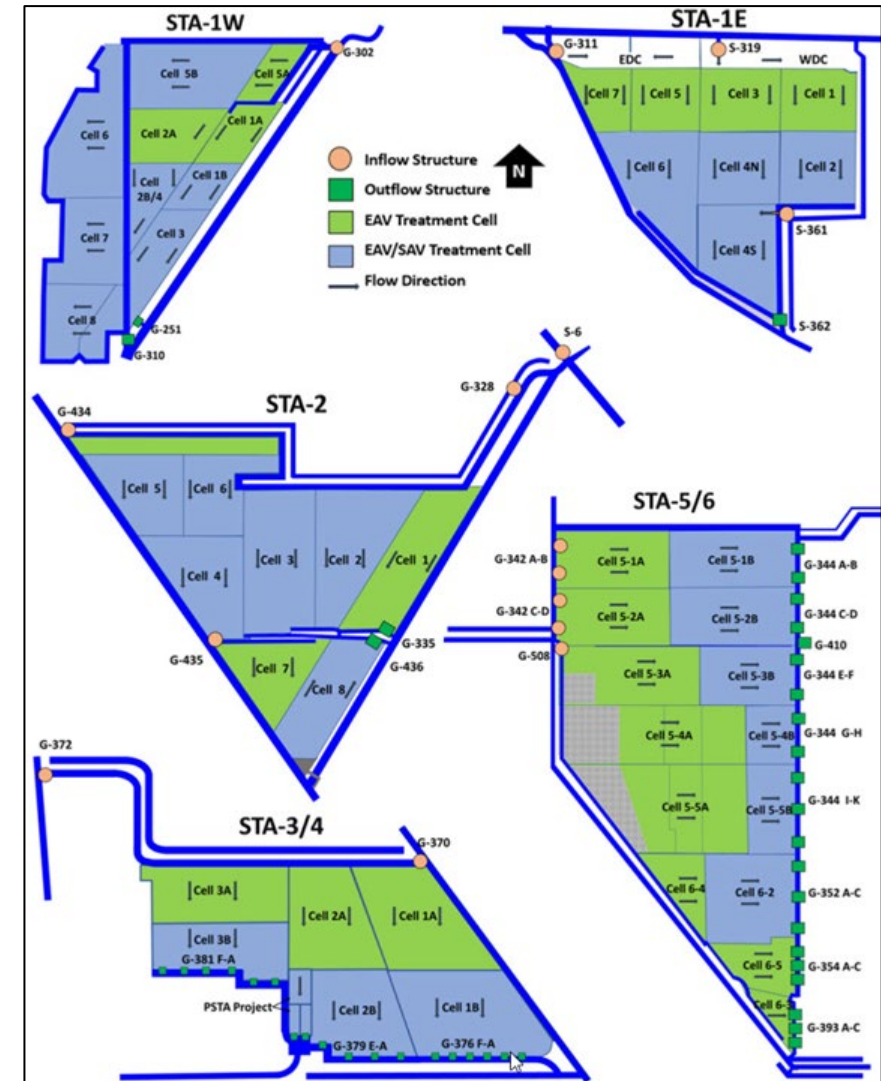 STA-1W
G-302
Cell 5B
Cell 5A
Cell 6
Cell 2A
Cell 1A
Cell
2B/4
Cell 1B
Cell 7
Cell 3
Cell 8
G-251
G-310
Inflow Structure
N
Outflow Structure
EAV Treatment Cell
EAV/SAV Treatment Cell
Flow Direction
STA-1E
G-311
S-319
EDC
WDC
Cell 7
Cell 5
Cell 3
Cell 1
Cell 6
Cell 4N
Cell 2
Cell 4S
S-361
S-362
STA-2
S-6
G-328
G-434
Cell 5
Cell 6
Cell 4
Cell 3
Cell 2
Cell 1
G-435
G-335
G-436
Cell 7
Cell 8
STA-5/6
G-342 A-B
Cell 5-1A
Cell 5-1B
G-344 A-B
G-342 C-D
Cell 5-2A
Cell 5-2B
G-344 C-D
G-508
G-410
Cell 5-3A
Cell 5-3B
G-344 E-F
Cell 5-4A
Cell 5-4B
G-344 G-H
Cell 5-5A
Cell 5-5B
G-344 I-K
Cell 6-4
Cell 6-2
G-352 A-C
Cell 6-5
G-354 A-C
Cell 6-3
G-393 A-C
STA-3/4
G-372
G-370
Cell 3A
Cell 2A
Cell 1A
Cell 3B
G-381 F-A
PSTA Project
Cell 2B
Cell 1B
G-379 E-A
G-376 F-A